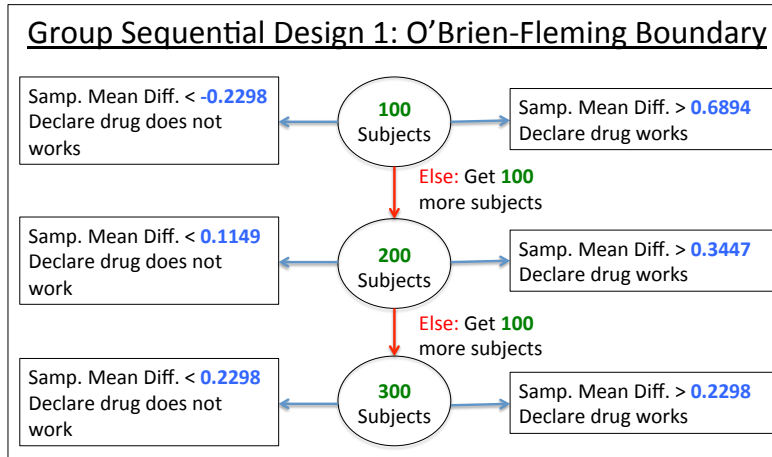 Group Sequential Design 1: O'Brien-Fleming Boundary
Samp. Mean Diff. < -0.2298
Declare drug does not
works
100
Subjects
Samp. Mean Diff. > 0.6894
Declare drug works
Else: Get 100
more subjects
Samp. Mean Diff. < 0.1149
Declare drug does not
work
200
Subjects
Samp. Mean Diff. > 0.3447
Declare drug works
Else: Get 100
more subjects
Samp. Mean Diff. < 0.2298
Declare drug does not
work
300
Subjects
Samp. Mean Diff. > 0.2298
Declare drug works